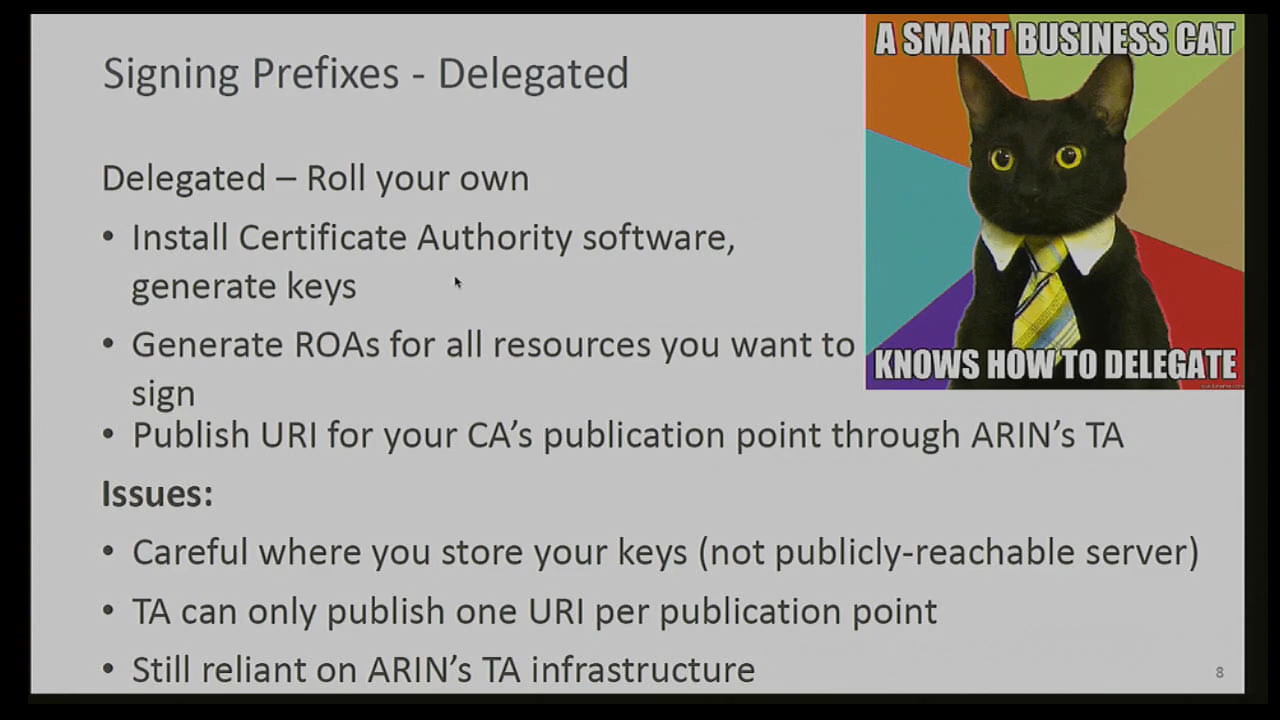 A SMART BUSINESS CAT
KNOWS HOW TO DELEGATE
Signing Prefixes - Delegated
Delegated – Roll your own
• Install Certificate Authority software,
generate keys
• Generate ROAs for all resources you want to
sign
• Publish URI for your CA's publication point through ARIN's TA
Issues:
• Careful where you store your keys (not publicly-reachable server)
• TA can only publish one URI per publication point
• Still reliant on ARIN's TA infrastructure
8